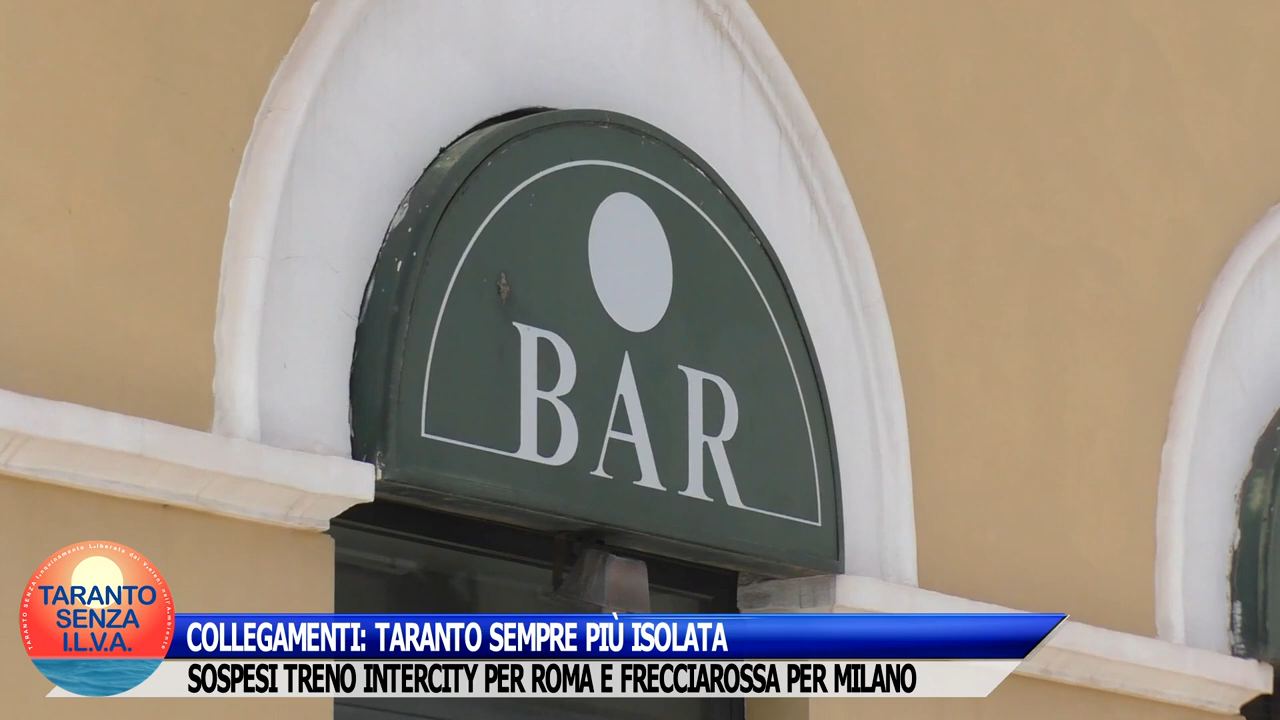 BAR
TARANTO
SENZA
I.L.V.A.
COLLEGAMENTI: TARANTO SEMPRE PIÙ ISOLATA
SOSPESI TRENO INTERCITY PER ROMA E FRECCIAROSSA PER MILANO